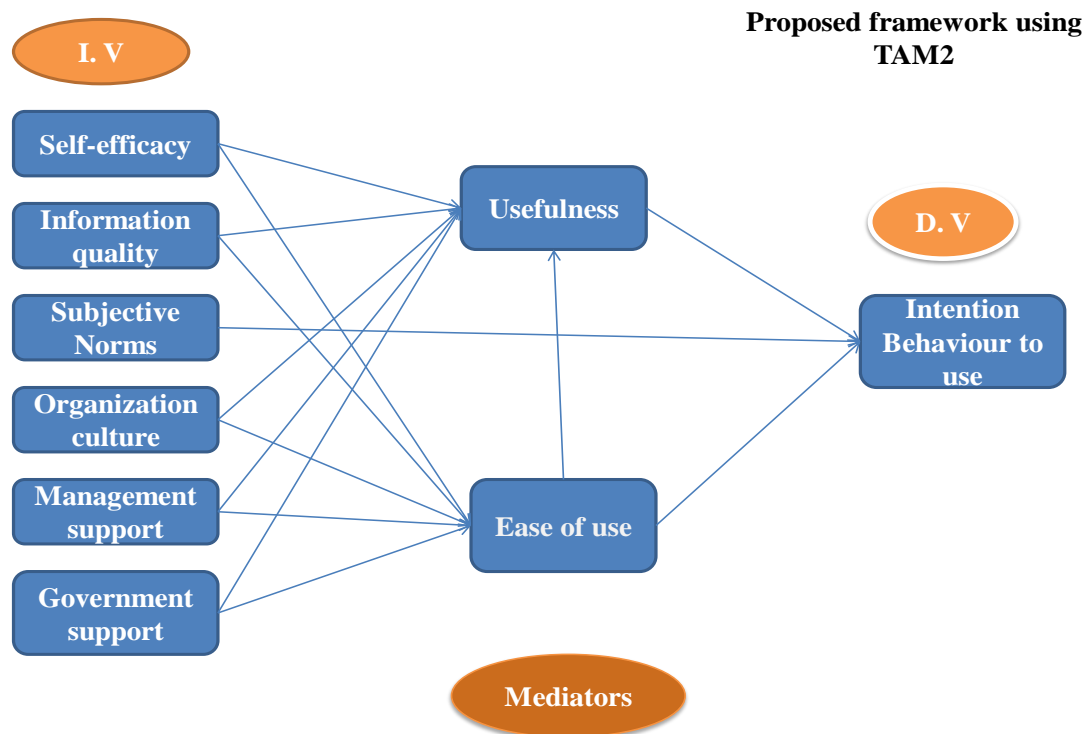 Proposed framework using
TAM2
I. V
Self-efficacy
Information
quality
Subjective
Norms
Organization
culture
Management
support
Government
support
Usefulness
Ease of use
Mediators
D. V
Intention
Behaviour to
use